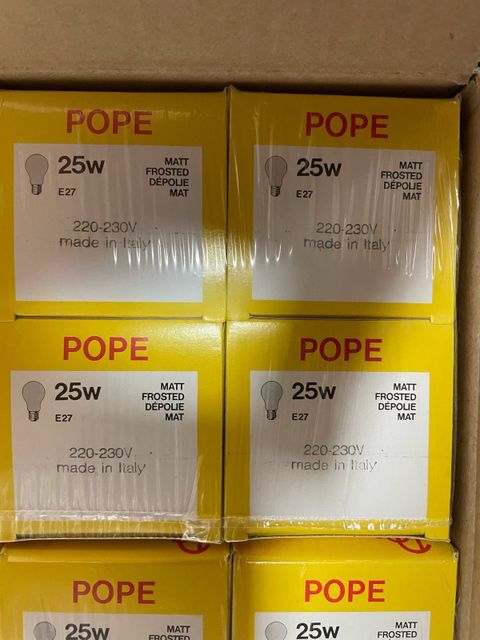 POPE
25W
E27
MATT
FROSTED
DÉPOLIE
MAT
220-230V
made in Italy
POPE
25W
E27
MATT
FROSTED
DÉPOLIE
MAT
220-230V
made in Italy
POPE
25W
E27
MATT
FROSTED
DÉPOLIE
MAT
220-230V
made in Italy
POPE
25W
E27
MATT
FROSTED
DÉPOLIE
MAT
220-230V
made in Italy
POPE
25W
MATT
FROSTED
POPE
25W
MATT
FROSTED